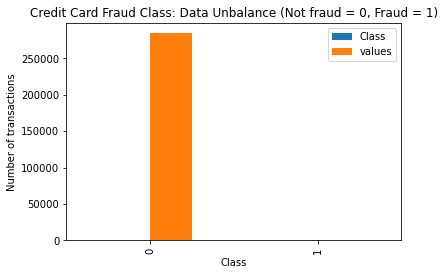 Credit Card Fraud Class: Data Unbalance (Not fraud = 0, Fraud = 1)
Class
values
250000
200000
150000
100000
50000
0
Number of transactions
0
1
Class